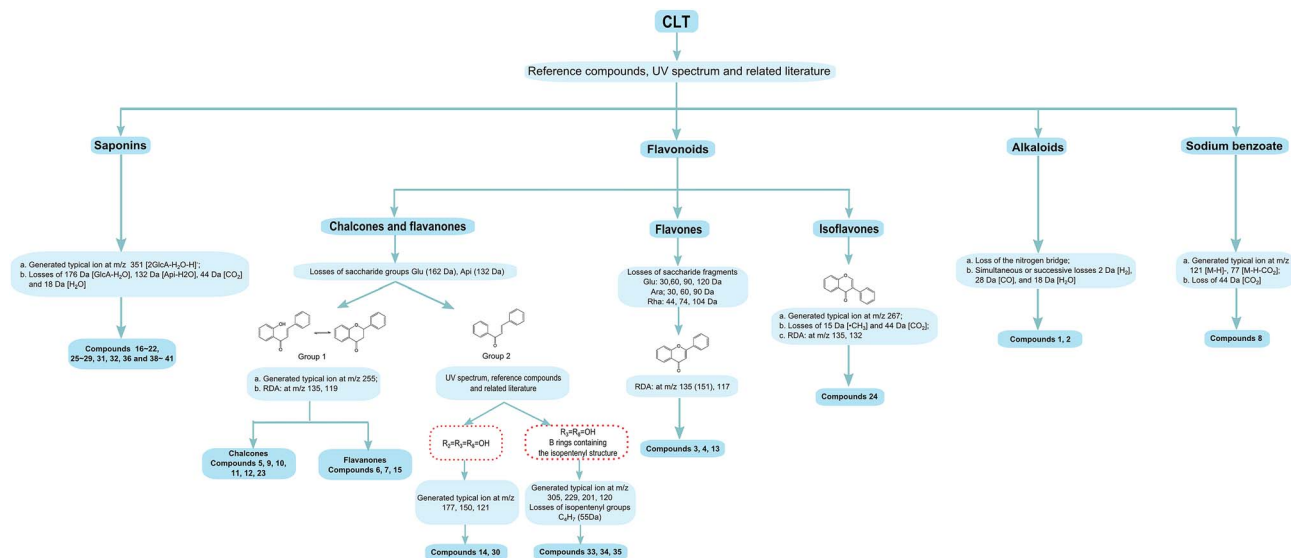 CLT
Reference compounds, UV spectrum and related literature
Saponins
Flavonoids
Alkaloids
Sodium benzoate
Chalcones and flavanones
Flavones
Isoflavones
a. Generated typical ion at m/z 351 [2GlcA-H₂O-H]⁻;
b. Losses of 176 Da [GlcA-H₂O], 132 Da [Api-H2O], 44 Da [CO₂]
and 18 Da [H₂O]
Compounds 16~22,
25~29, 31, 32, 36 and 38~ 41
Losses of saccharide groups Glu (162 Da), Api (132 Da)
OH
O
O
O
Group 1
a. Generated typical ion at m/z 255;
b. RDA: at m/z 135, 119
Chalcones
Compounds 5, 9, 10,
11, 12, 23
Flavanones
Compounds 6, 7, 15
O
Group 2
UV spectrum, reference compounds
and related literature
R₂=R₃=R₆=OH
Generated typical ion at m/z
177, 150, 121
Compounds 14, 30
R₃=R₆=OH
B rings containing
the isopentenyl structure
Generated typical ion at m/z
305, 229, 201, 120
Losses of isopentenyl groups
C₄H₇ (55Da)
Compounds 33, 34, 35
Losses of saccharide fragments
Glu: 30,60, 90, 120 Da
Ara; 30, 60, 90 Da
Rha: 44, 74, 104 Da
O
O
RDA: at m/z 135 (151), 117
Compounds 3, 4, 13
O
O
a. Generated typical ion at m/z 267;
b. Losses of 15 Da [•CH₃] and 44 Da [CO₂];
c. RDA: at m/z 135, 132
Compounds 24
a. Loss of the nitrogen bridge;
b. Simultaneous or successive losses 2 Da [H₂],
28 Da [CO], and 18 Da [H₂O]
Compounds 1, 2
a. Generated typical ion at m/z
121 [M-H]-, 77 [M-H-CO₂];
b. Loss of 44 Da [CO₂]
Compounds 8